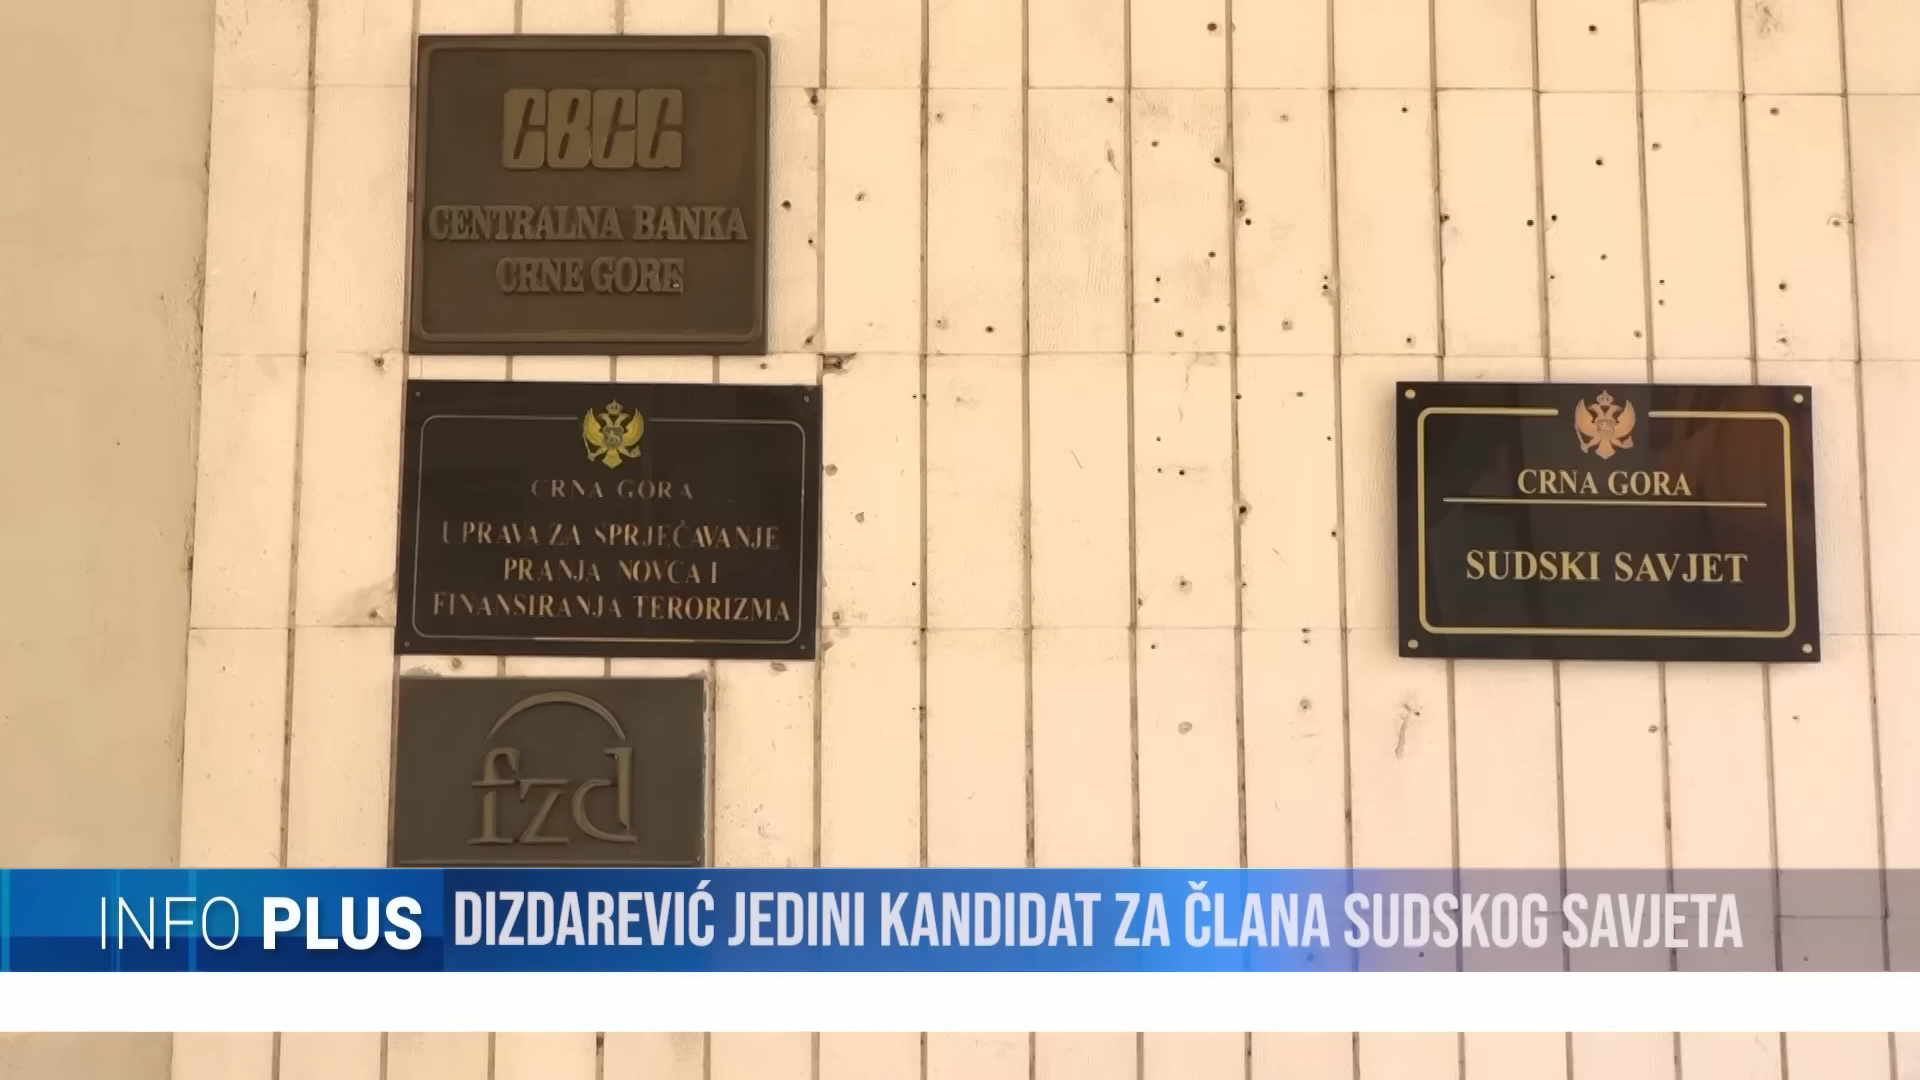 CBCG
CENTRALNA BANKA
CRNE GORE
CRNA GORA
UPRAVA ZA SPRJEČAVANJE
PRANJA NOVCA I
FINANSIRANJA TERORIZMA
fzd
CRNA GORA
SUDSKI SAVJET
INFO PLUS
DIZDAREVIĆ JEDINI KANDIDAT ZA ČLANA SUDSKOG SAVJETA